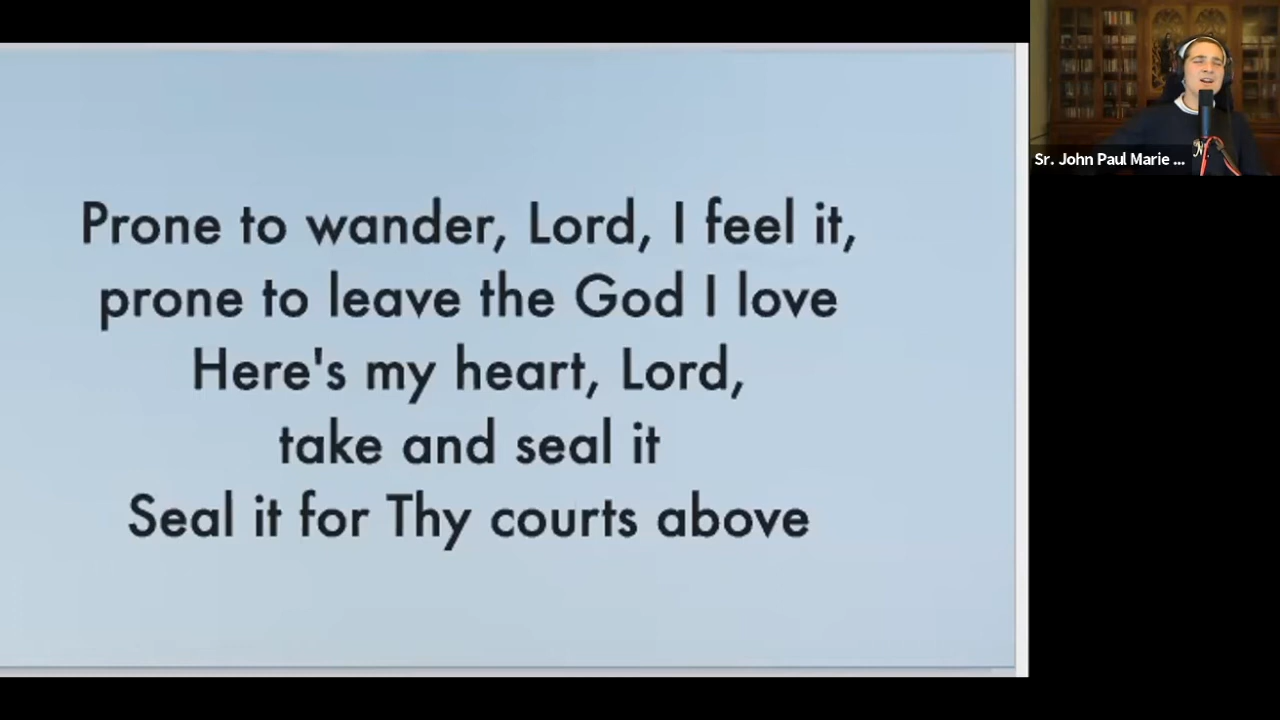 Prone to wander, Lord, I feel it,
prone to leave the God I love
Here's my heart, Lord,
take and seal it
Seal it for Thy courts above
Sr. John Paul Marie ...